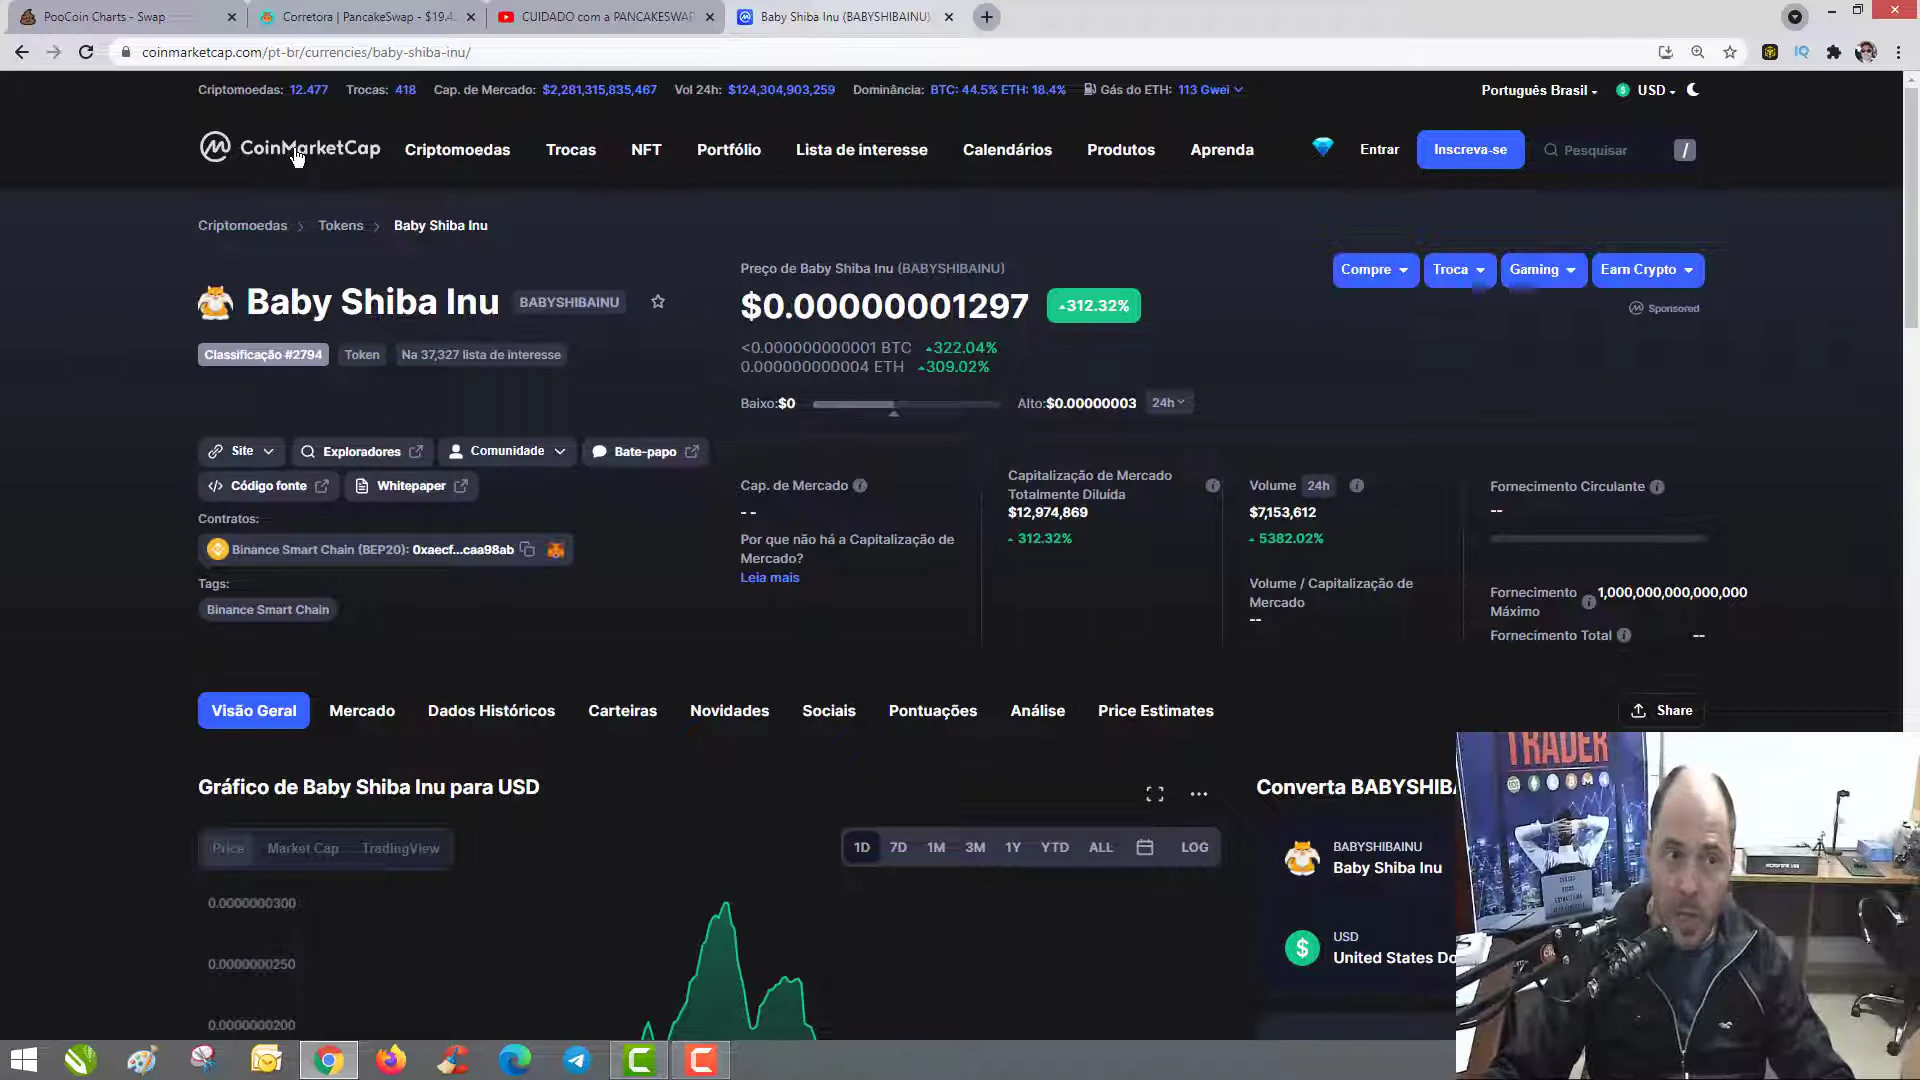 PooCoin Charts - Swap
Corretora | PancakeSwap - $19.4
CUIDADO com a PANCAKESWAP
Baby Shiba Inu (BABYSHIBAINU)
coinmarketcap.com/pt-br/currencies/baby-shiba-inu/
Criptomoedas: 12.477 Trocas: 418 Cap. de Mercado: $2,281,315,835,467 Vol 24h: $124,304,903,259 Dominância: BTC: 44.5% ETH: 18.4% Gás do ETH: 113 Gwei
Português Brasil
USD
CoinMarketCap
Criptomoedas Trocas NFT Portfólio Lista de interesse Calendários Produtos Aprenda
Entrar
Inscreva-se
Pesquisar
/
Criptomoedas > Tokens > Baby Shiba Inu
Baby Shiba Inu
BABYSHIBAINU
Classificação #2794
Token
Na 37,327 lista de interesse
Preço de Baby Shiba Inu (BABYSHIBAINU)
$0.00000001297
312.32%
<0.000000000001 BTC 322.04%
0.000000000004 ETH 309.02%
Baixo:$0
Alto:$0.00000003
24h
Compre
Troca
Gaming
Earn Crypto
Sponsored
Site
Exploradores
Comunidade
Bate-papo
Código fonte
Whitepaper
Contratos:
Binance Smart Chain (BEP20): 0xaecf...caa98ab
Tags:
Binance Smart Chain
Cap. de Mercado
- -
Por que não há a Capitalização de
Mercado?
Leia mais
Capitalização de Mercado
Totalmente Diluída
$12,974,869
312.32%
Volume 24h
$7,153,612
5382.02%
Volume / Capitalização de
Mercado
--
Fornecimento Circulante
--
Fornecimento
Máximo
1,000,000,000,000,000
Fornecimento Total
--
Visão Geral
Mercado
Dados Históricos
Carteiras
Novidades
Sociais
Pontuações
Análise
Price Estimates
Share
Gráfico de Baby Shiba Inu para USD
Price
Market Cap
TradingView
1D 7D 1M 3M 1Y YTD ALL LOG
0.0000000300
0.0000000250
0.0000000200
Converta BABYSHIBA
BABYSHIBAINU
Baby Shiba Inu
USD
United States Do
TRADER